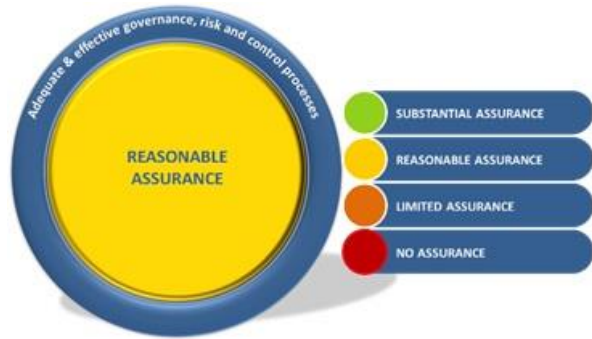 Adequate & effective governance, risk and control processes
REASONABLE
ASSURANCE
SUBSTANTIAL ASSURANCE
REASONABLE ASSURANCE
LIMITED ASSURANCE
NO ASSURANCE